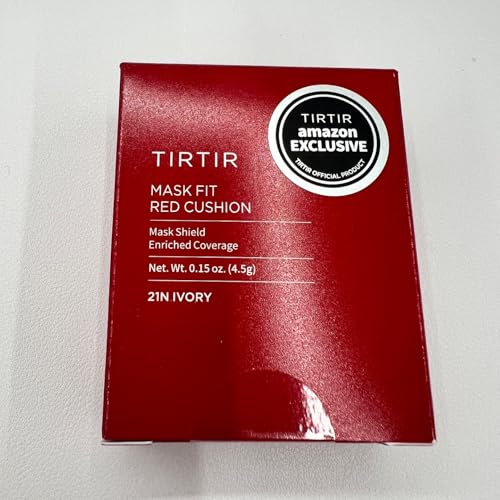 TIRTIR
amazon
EXCLUSIVE
TIRTIR OFFICIAL PRODUCT
TIRTIR
MASK FIT
RED CUSHION
Mask Shield
Enriched Coverage
Net. Wt. 0.15 oz. (4.5g)
21N IVORY